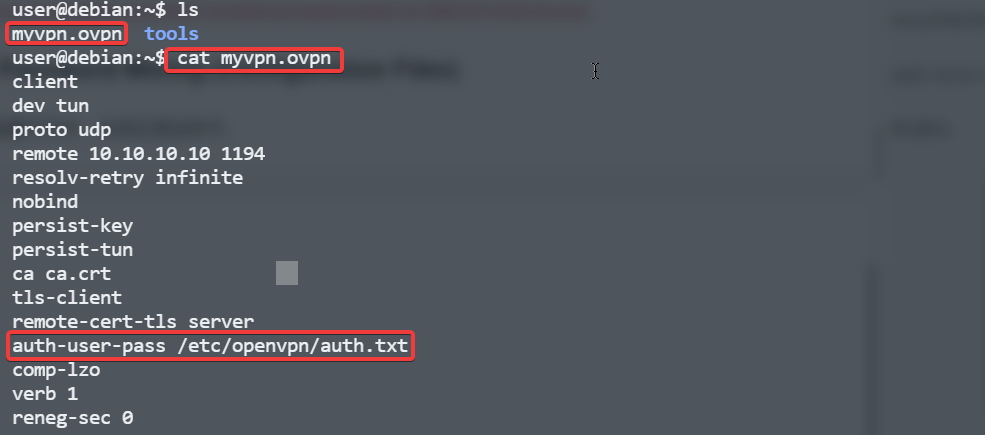 user@debian:~$ ls
myvpn.ovpn  tools
user@debian:~$ cat myvpn.ovpn
client
dev tun
proto udp
remote 10.10.10.10 1194
resolv-retry infinite
nobind
persist-key
persist-tun
ca ca.crt
tls-client
remote-cert-tls server
auth-user-pass /etc/openvpn/auth.txt
comp-lzo
verb 1
reneg-sec 0